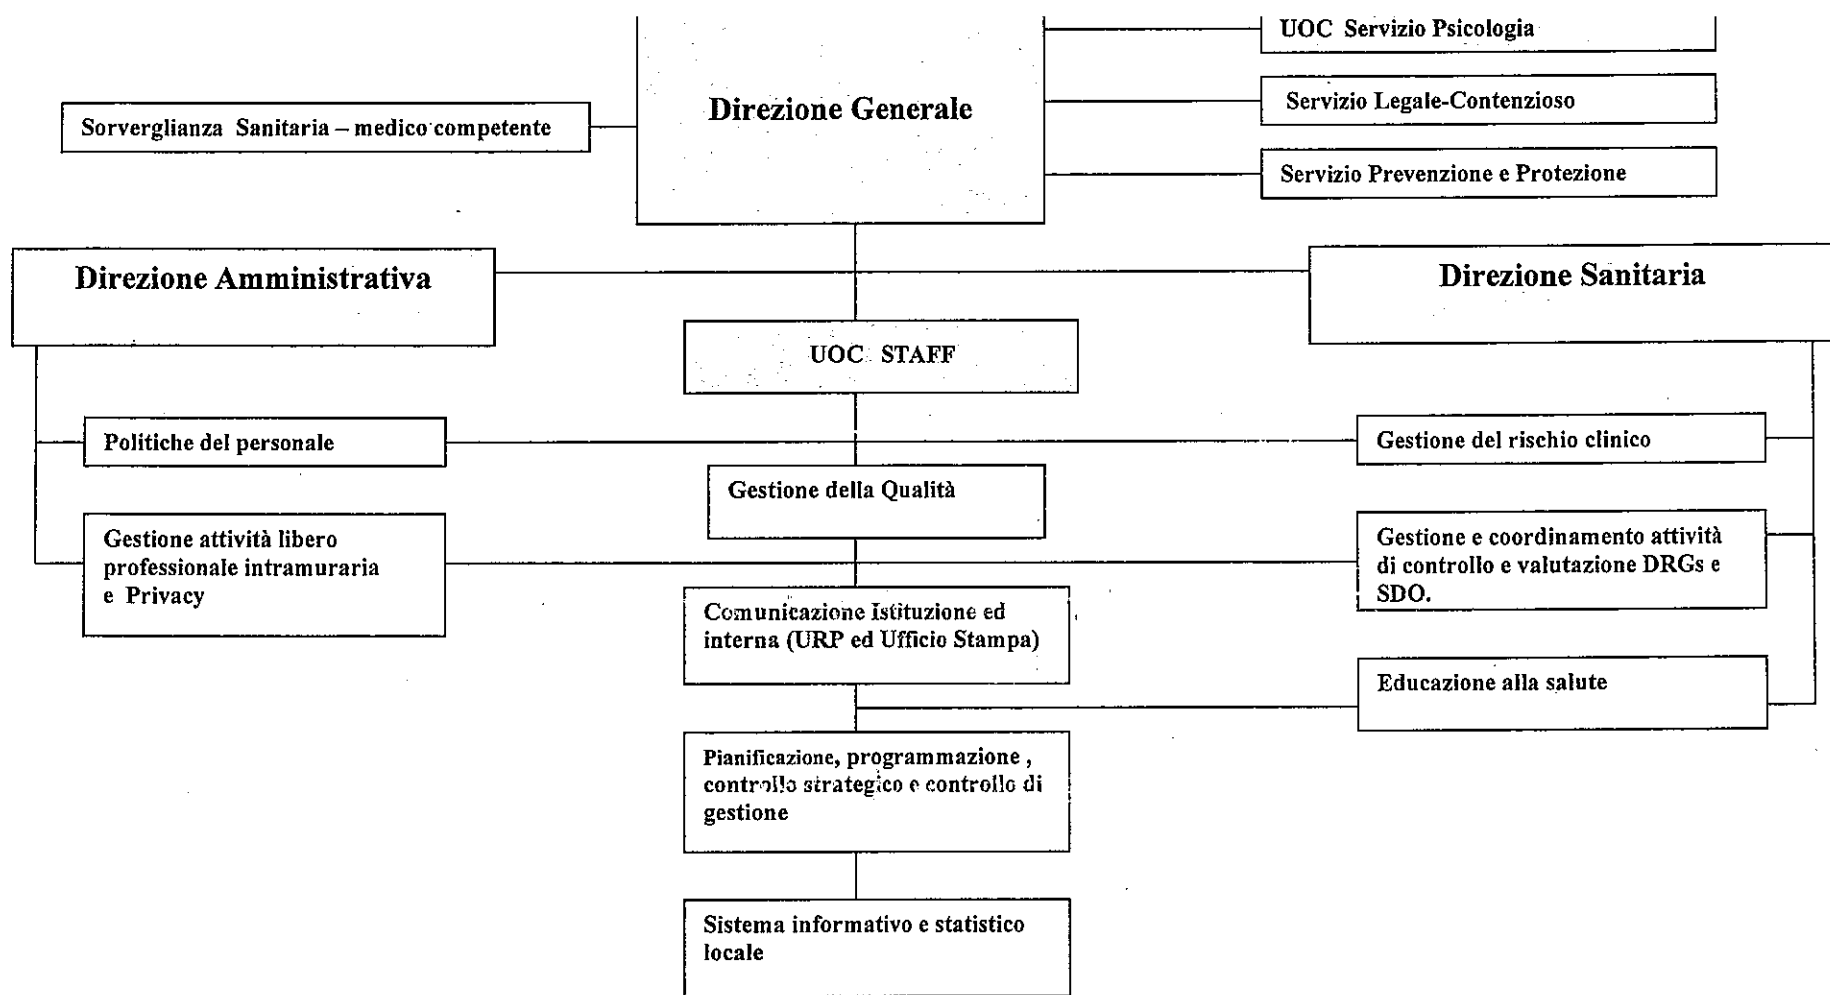 UOC Servizio Psicologia
Direzione Generale
Servizio Legale-Contenzioso
Sorverglianza Sanitaria – medico competente
Servizio Prevenzione e Protezione
Direzione Amministrativa
Direzione Sanitaria
UOC STAFF
Politiche del personale
Gestione del rischio clinico
Gestione della Qualità
Gestione attività libero
professionale intramuraria
e Privacy
Gestione e coordinamento attività
di controllo e valutazione DRGs e
SDO.
Comunicazione Istituzione ed
interna (URP ed Ufficio Stampa)
Educazione alla salute
Pianificazione, programmazione ,
controllo strategico e controllo di
gestione
Sistema informativo e statistico
locale